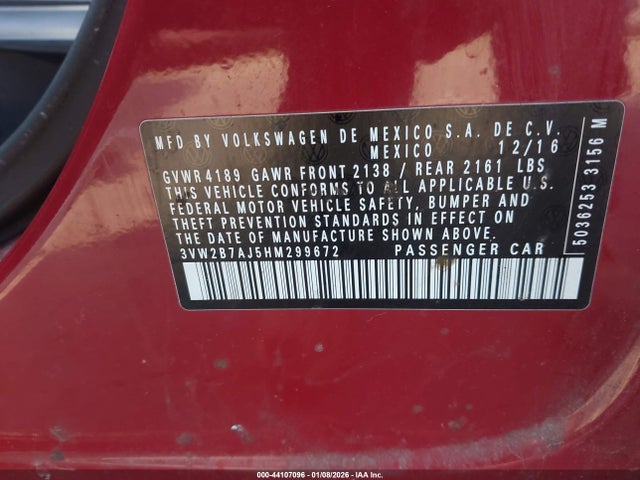 MFD BY VOLKSWAGEN DE MEXICO S.A. DE C.V.
MEXICO 12/16
GVWR4189 GAWR FRONT 2138 / REAR 2161 LBS
THIS VEHICLE CONFORMS TO ALL APPLICABLE U.S.
FEDERAL MOTOR VEHICLE SAFETY, BUMPER AND
THEFT PREVENTION STANDARDS IN EFFECT ON
THE DATE OF MANUFACTURE SHOWN ABOVE.
3VW2B7AJ5HM299672 PASSENGER CAR
5036253 3156 M
000-44107096 - 01/08/2026 - IAA Inc.